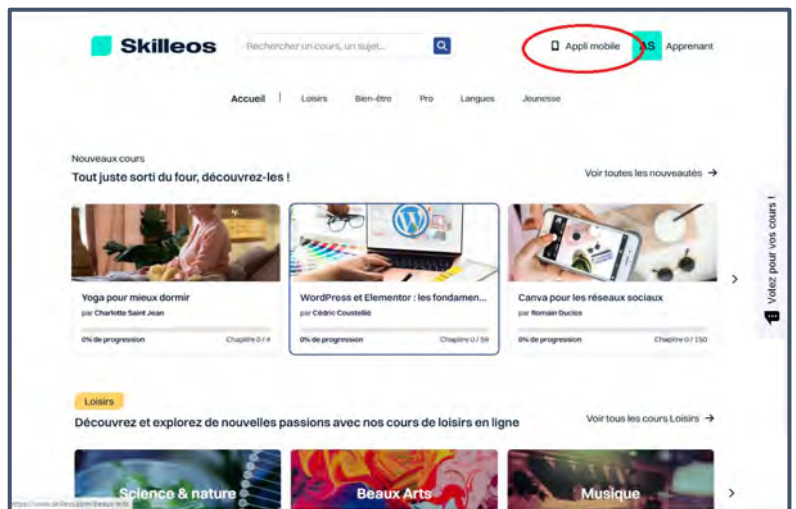 Skilleos
Rechercher un cours, un sujet...
Appli mobile
AS
Apprenant
Accueil | Loisirs Bien-être Pro Langues Jeunesse
Nouveaux cours
Tout juste sorti du four, découvrez-les !
Voir toutes les nouveautés →
Yoga pour mieux dormir
par Charlotte Saint Jean
0% de progression
Chapitre 0 / 4
WordPress et Elementor : les fondamen...
par Cédric Coustellié
0% de progression
Chapitre 0 / 59
Canva pour les réseaux sociaux
par Romain Duclos
0% de progression
Chapitre 0 / 150
Votez pour vos cours !
Loisirs
Découvrez et explorez de nouvelles passions avec nos cours de loisirs en ligne
Voir tous les cours Loisirs →
Science & nature
Beaux Arts
Musique